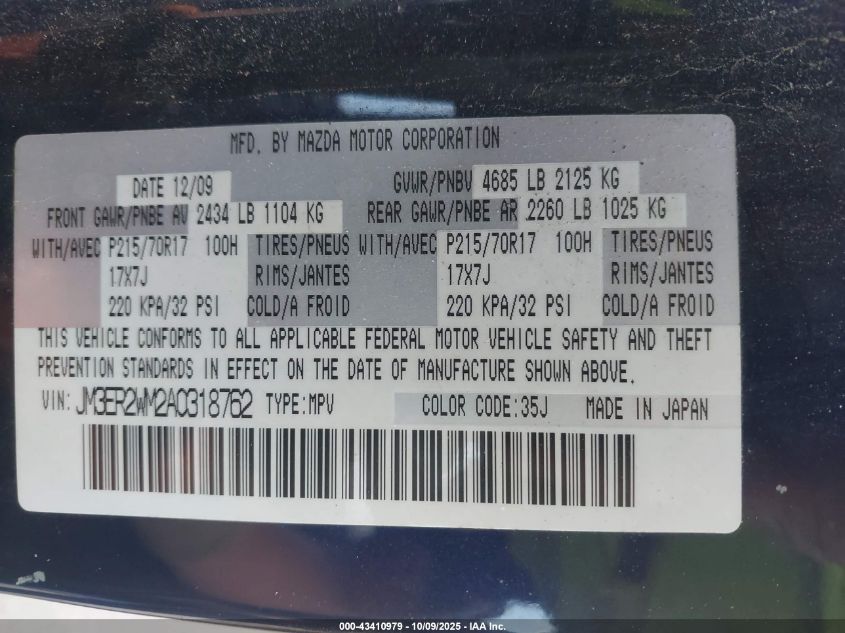 MFD. BY MAZDA MOTOR CORPORATION
DATE 12/09 GVWR/PNBV 4685 LB 2125 KG
FRONT GAWR/PNBE AV 2434 LB 1104 KG REAR GAWR/PNBE AR 2260 LB 1025 KG
WITH/AVEC P215/70R17 100H TIRES/PNEUS WITH/AVEC P215/70R17 100H TIRES/PNEUS
17X7J RIMS/JANTES 17X7J RIMS/JANTES
220 KPA/32 PSI COLD/A FROID 220 KPA/32 PSI COLD/A FROID
THIS VEHICLE CONFORMS TO ALL APPLICABLE FEDERAL MOTOR VEHICLE SAFETY AND THEFT
PREVENTION STANDARDS IN EFFECT ON THE DATE OF MANUFACTURE SHOWN ABOVE.
VIN: JM3ER2WM2A0318762 TYPE:MPV COLOR CODE:35J MADE IN JAPAN
000-43410979 - 10/09/2025 - IAA Inc.